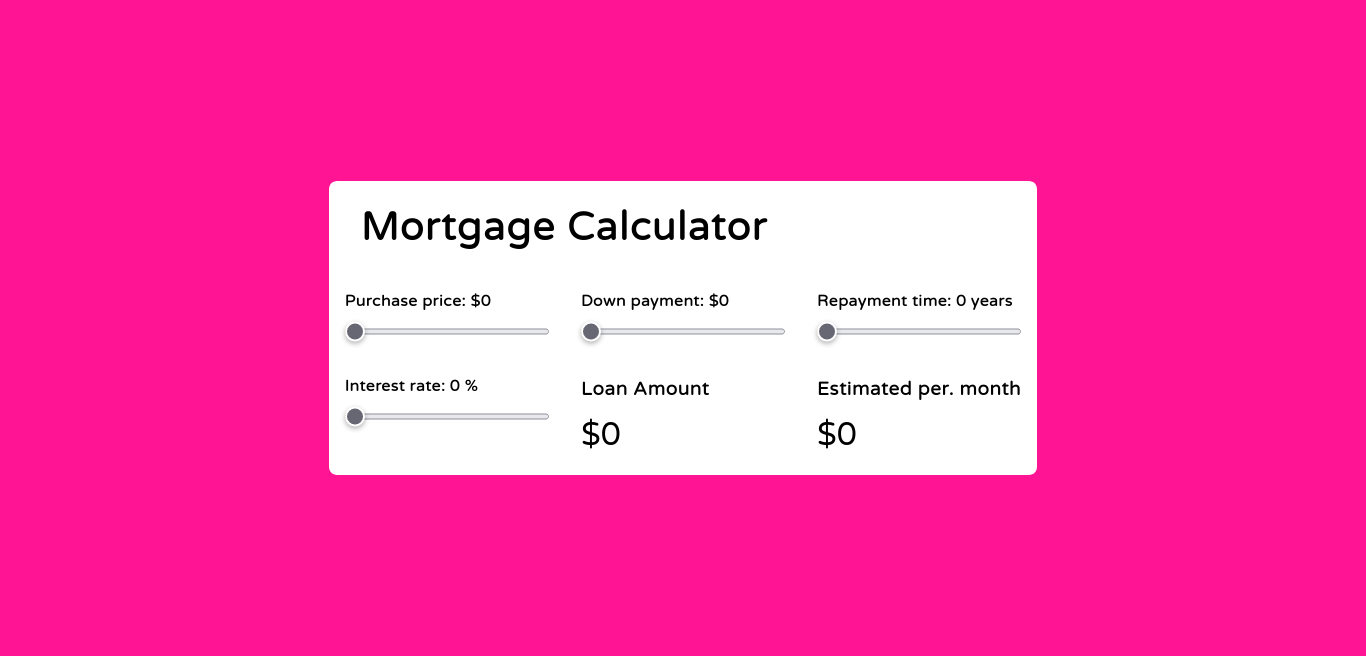 Mortgage Calculator
Purchase price: $0
Down payment: $0
Repayment time: 0 years
Interest rate: 0 %
Loan Amount
$0
Estimated per. month
$0